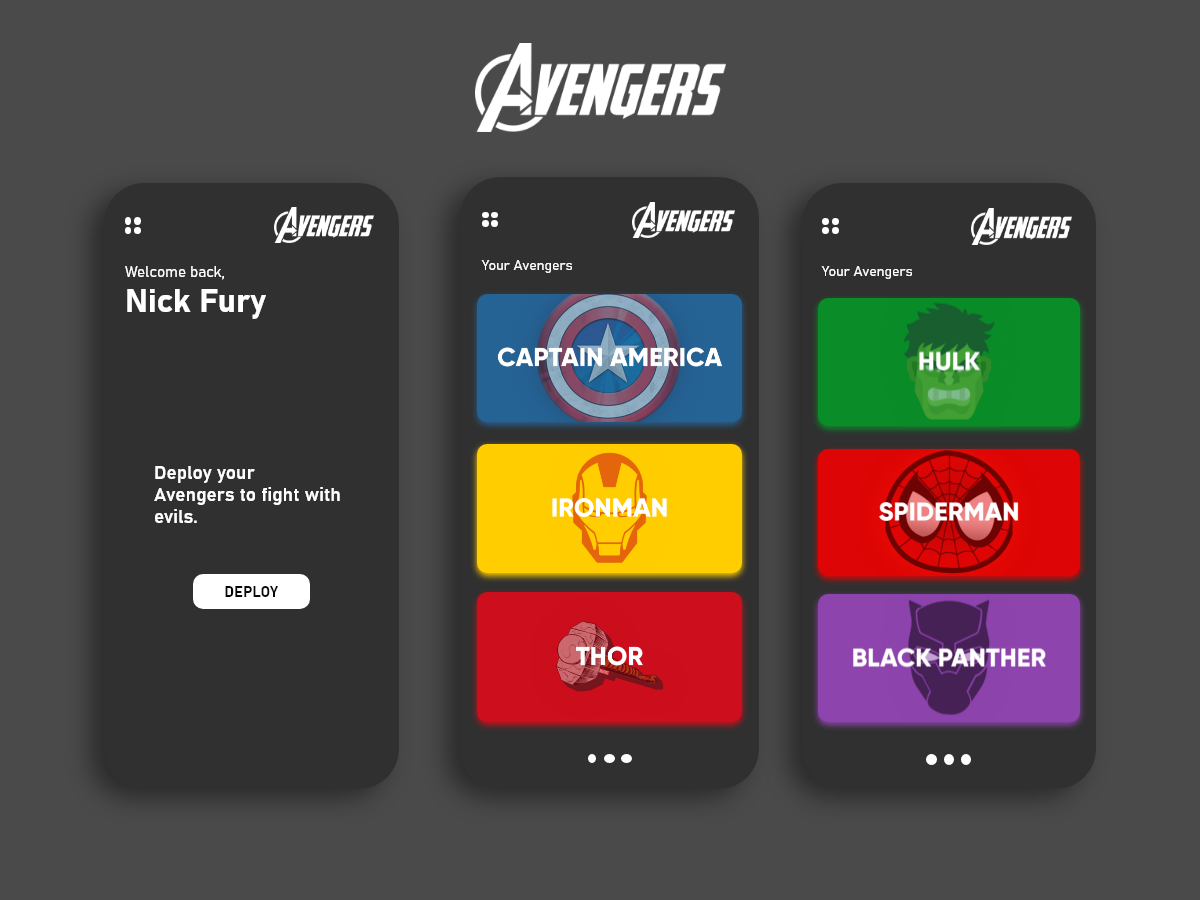 AVENGERS
AVENGERS
Welcome back,
Nick Fury
Deploy your
Avengers to fight with
evils.
DEPLOY
AVENGERS
Your Avengers
CAPTAIN AMERICA
IRONMAN
THOR
AVENGERS
Your Avengers
HULK
SPIDERMAN
BLACK PANTHER